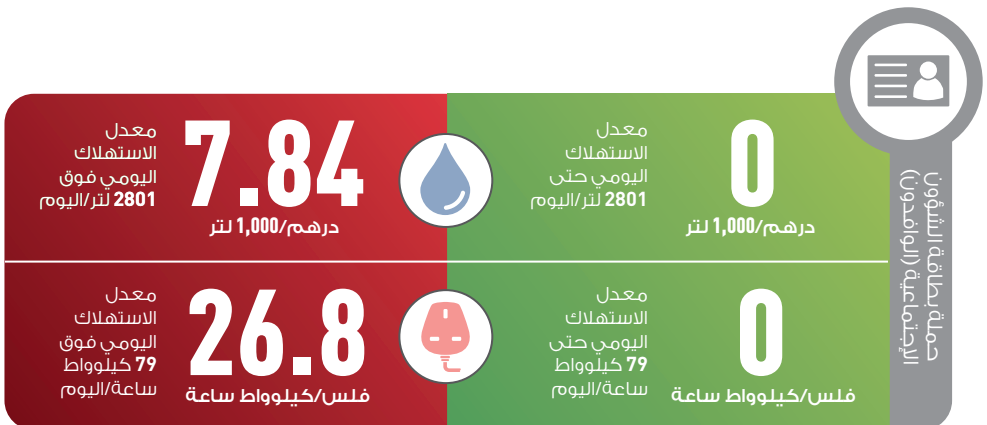 حملة بطاقة الشؤون
الإجتماعية (الوافدون)
0
درهم/1,000 لتر
معدل
الاستهلاك
اليومي حتى
2801 لتر/اليوم
7.84
درهم/1,000 لتر
معدل
الاستهلاك
اليومي فوق
2801 لتر/اليوم
0
فلس/كيلوواط ساعة
معدل
الاستهلاك
اليومي حتى
79 كيلوواط
ساعة/اليوم
26.8
فلس/كيلوواط ساعة
معدل
الاستهلاك
اليومي فوق
79 كيلوواط
ساعة/اليوم